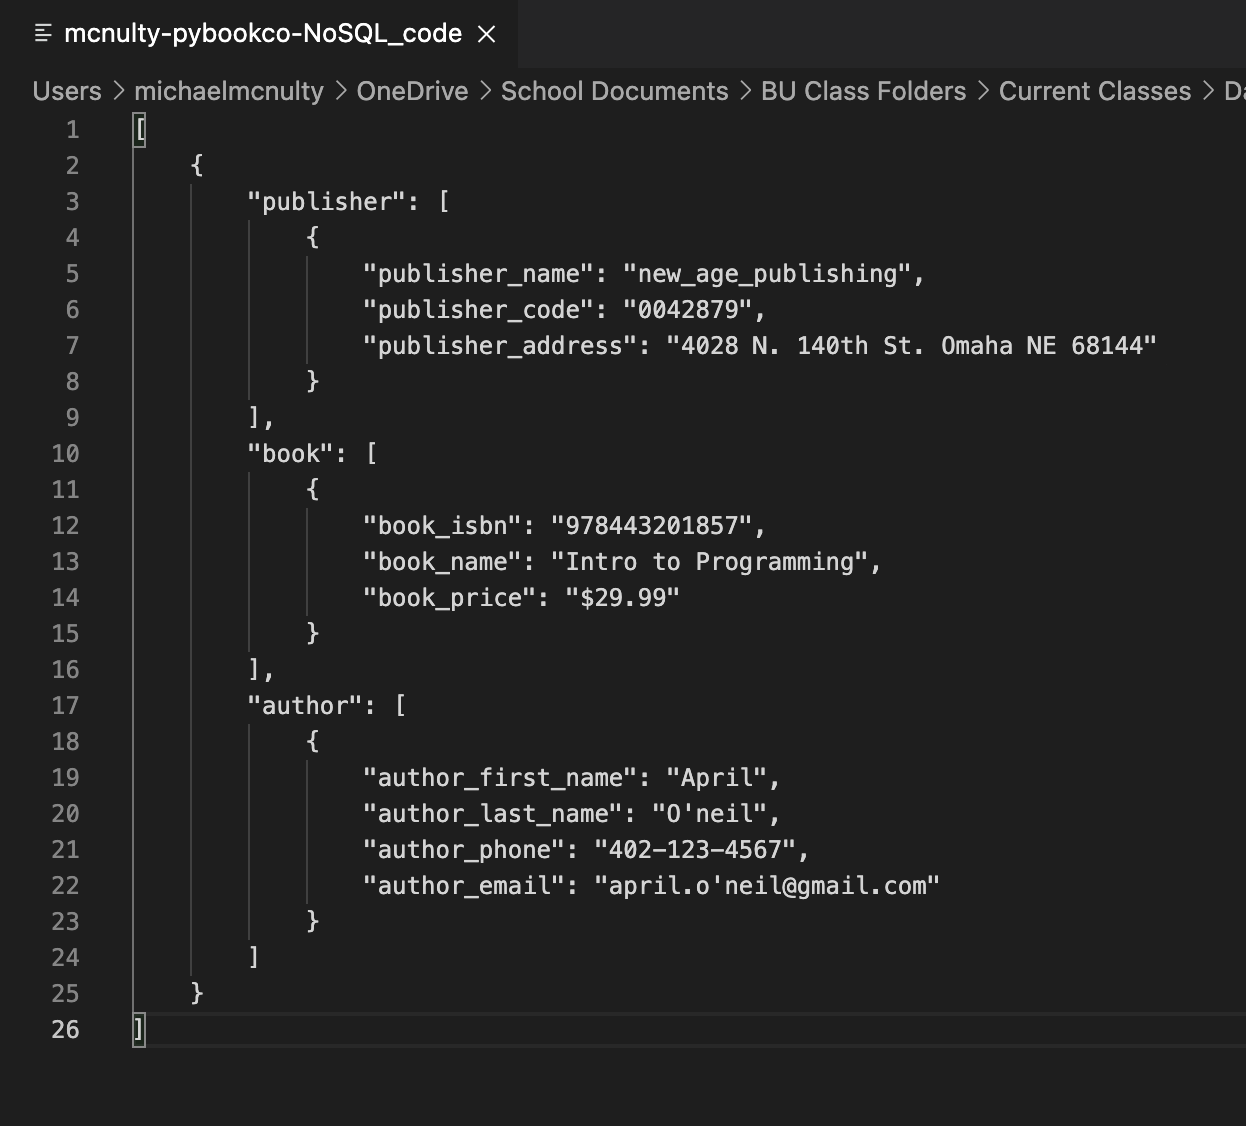 mcnulty-pybookco-NoSQL_code
Users > michaelmcnulty > OneDrive > School Documents > BU Class Folders > Current Classes >
1 [
2     {
3         "publisher": [
4             {
5                 "publisher_name": "new_age_publishing",
6                 "publisher_code": "0042879",
7                 "publisher_address": "4028 N. 140th St. Omaha NE 68144"
8             }
9         ],
10         "book": [
11             {
12                 "book_isbn": "978443201857",
13                 "book_name": "Intro to Programming",
14                 "book_price": "$29.99"
15             }
16         ],
17         "author": [
18             {
19                 "author_first_name": "April",
20                 "author_last_name": "O'neil",
21                 "author_phone": "402-123-4567",
22                 "author_email": "april.o'neil@gmail.com"
23             }
24         ]
25     }
26 ]